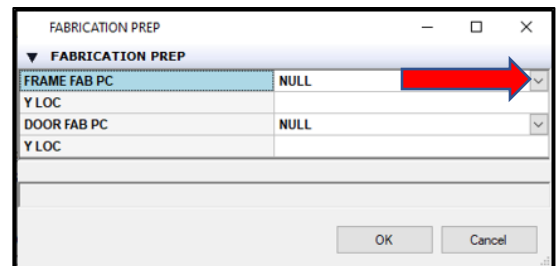 FABRICATION PREP
▼ FABRICATION PREP
FRAME FAB PC NULL
Y LOC
DOOR FAB PC NULL
Y LOC
OK Cancel